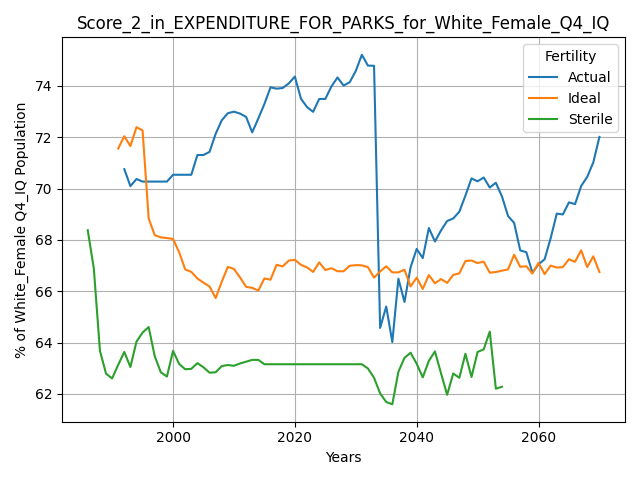 Score_2_in_EXPENDITURE_FOR_PARKS_for_White_Female_Q4_IQ
Fertility
Actual
Ideal
Sterile
% of White_Female Q4_IQ Population
74
72
70
68
66
64
62
2000
2020
2040
2060
Years